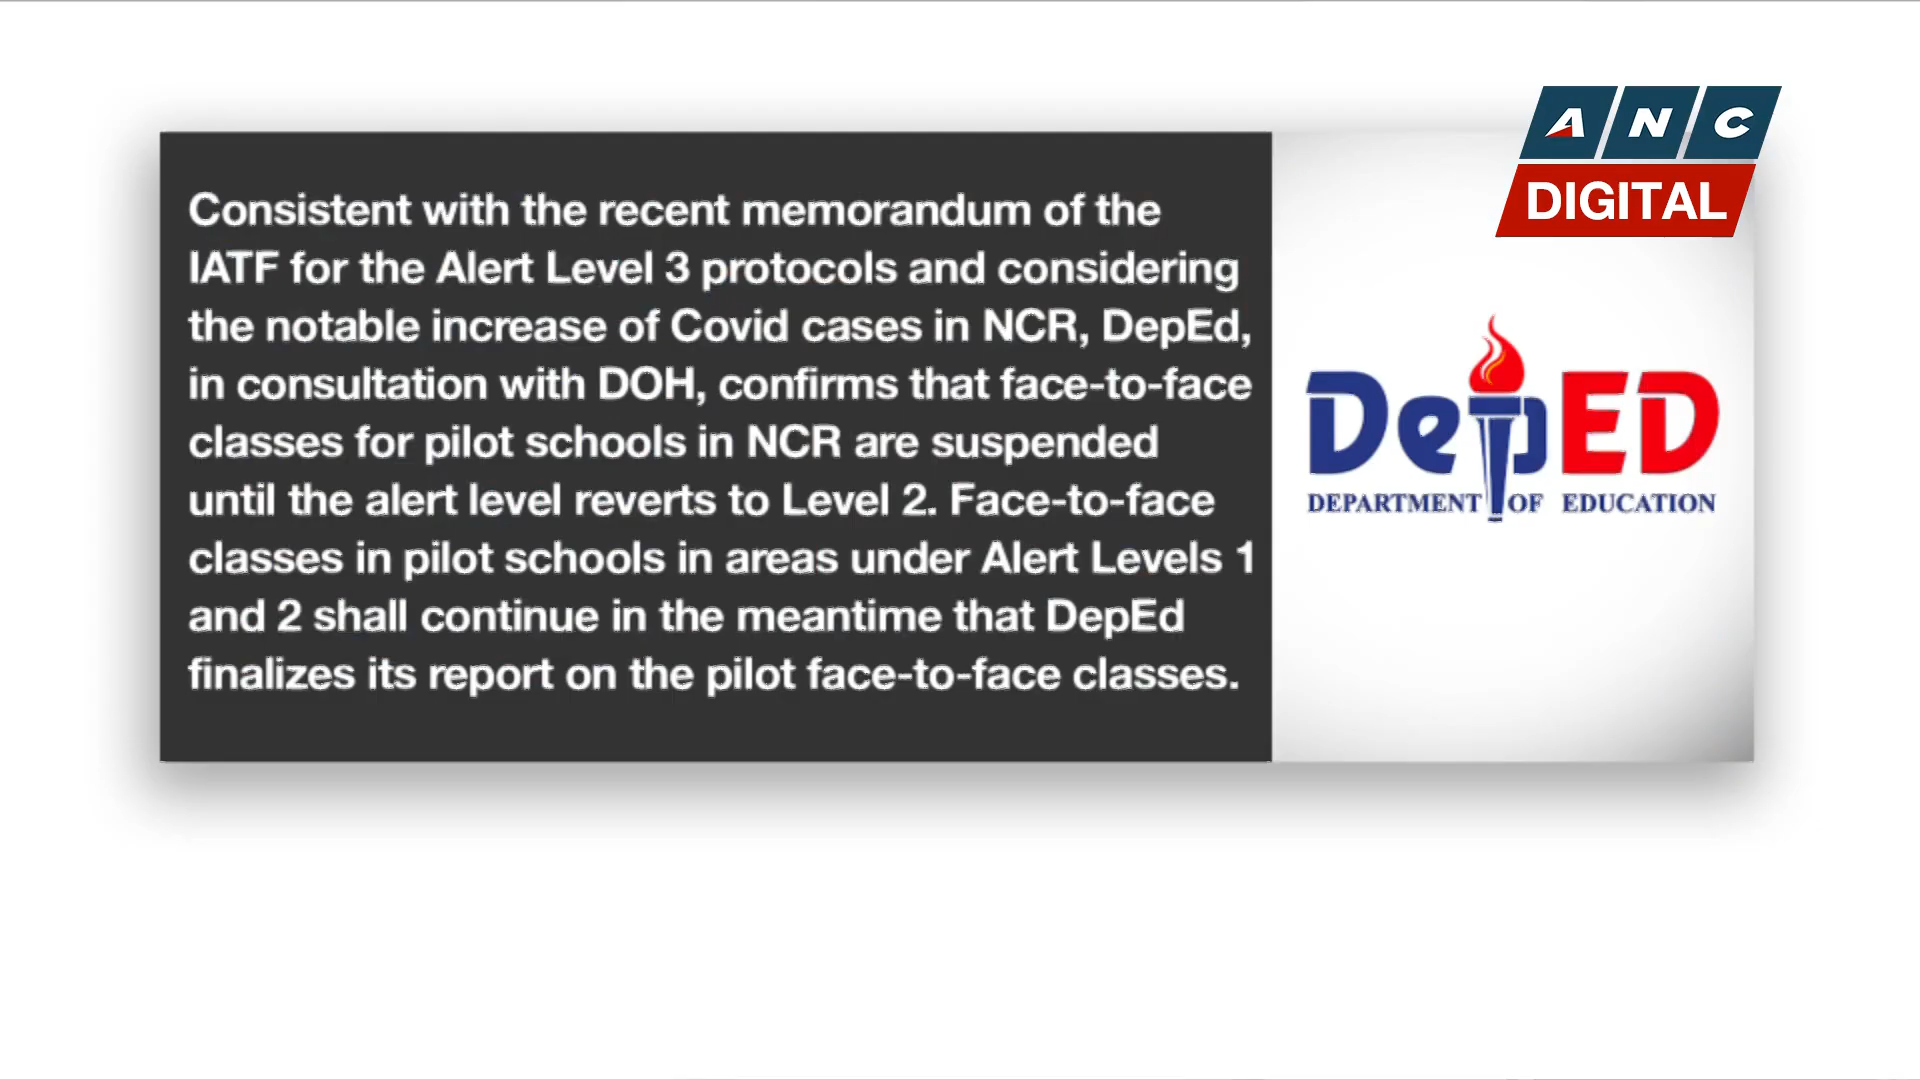 ANC
DIGITAL
Consistent with the recent memorandum of the
IATF for the Alert Level 3 protocols and considering
the notable increase of Covid cases in NCR, DepEd,
in consultation with DOH, confirms that face-to-face
classes for pilot schools in NCR are suspended
until the alert level reverts to Level 2. Face-to-face
classes in pilot schools in areas under Alert Levels 1
and 2 shall continue in the meantime that DepEd
finalizes its report on the pilot face-to-face classes.
DepED
DEPARTMENT OF EDUCATION